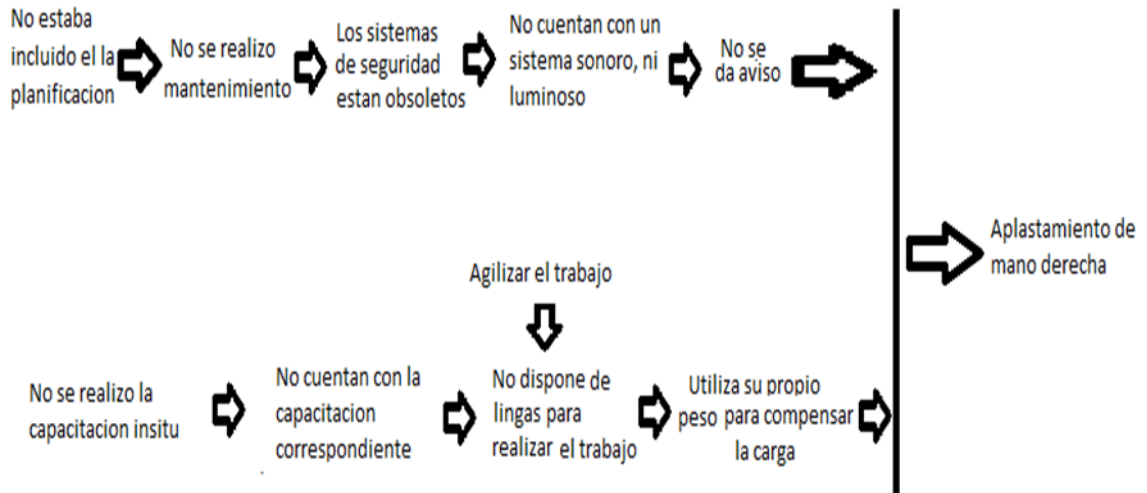 No estaba
incluido el la
planificacion
No se realizo
mantenimiento
Los sistemas
de seguridad
estan obsoletos
No cuentan con un
sistema sonoro, ni
luminoso
No se
da aviso
Aplastamiento de
mano derecha
Agilizar el trabajo
No se realizo la
capacitacion insitu
No cuentan con la
capacitacion
correspondiente
No dispone de
lingas para
realizar el trabajo
Utiliza su propio
peso para compensar
la carga